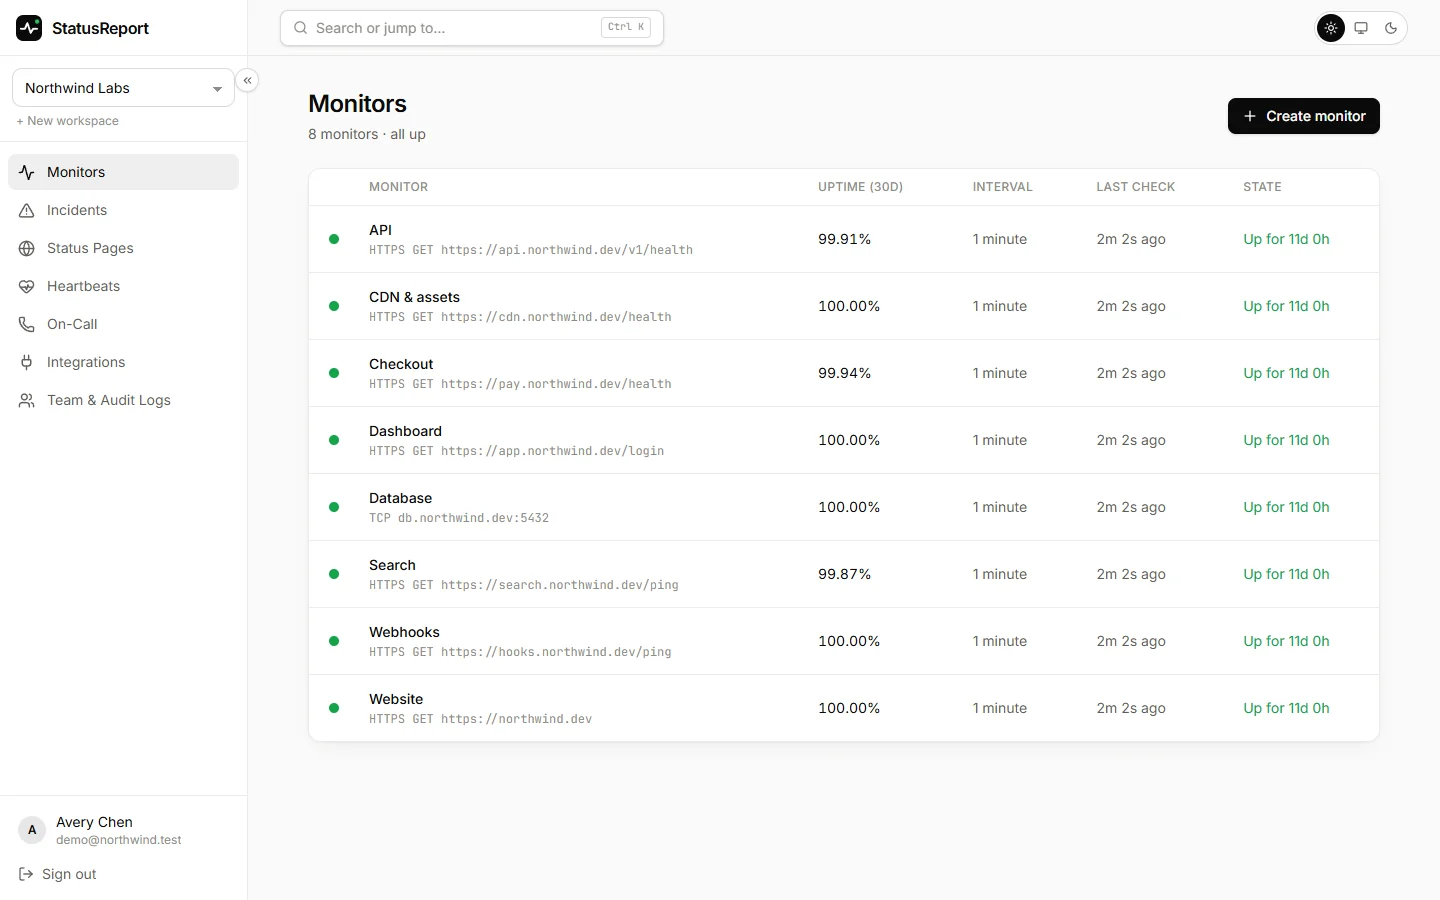 StatusReport
Search or jump to...
Ctrl K
Northwind Labs
+ New workspace
Monitors
Incidents
Status Pages
Heartbeats
On-Call
Integrations
Team & Audit Logs
Avery Chen
A
demo@northwind.test
Sign out
Monitors
8 monitors · all up
+ Create monitor
MONITOR UPTIME (30D) INTERVAL LAST CHECK STATE
API
HTTPS GET https://api.northwind.dev/v1/health
99.91% 1 minute 2m 2s ago Up for 11d 0h
CDN & assets
HTTPS GET https://cdn.northwind.dev/health
100.00% 1 minute 2m 2s ago Up for 11d 0h
Checkout
HTTPS GET https://pay.northwind.dev/health
99.94% 1 minute 2m 2s ago Up for 11d 0h
Dashboard
HTTPS GET https://app.northwind.dev/login
100.00% 1 minute 2m 2s ago Up for 11d 0h
Database
TCP db.northwind.dev:5432
100.00% 1 minute 2m 2s ago Up for 11d 0h
Search
HTTPS GET https://search.northwind.dev/ping
99.87% 1 minute 2m 2s ago Up for 11d 0h
Webhooks
HTTPS GET https://hooks.northwind.dev/ping
100.00% 1 minute 2m 2s ago Up for 11d 0h
Website
HTTPS GET https://northwind.dev
100.00% 1 minute 2m 2s ago Up for 11d 0h